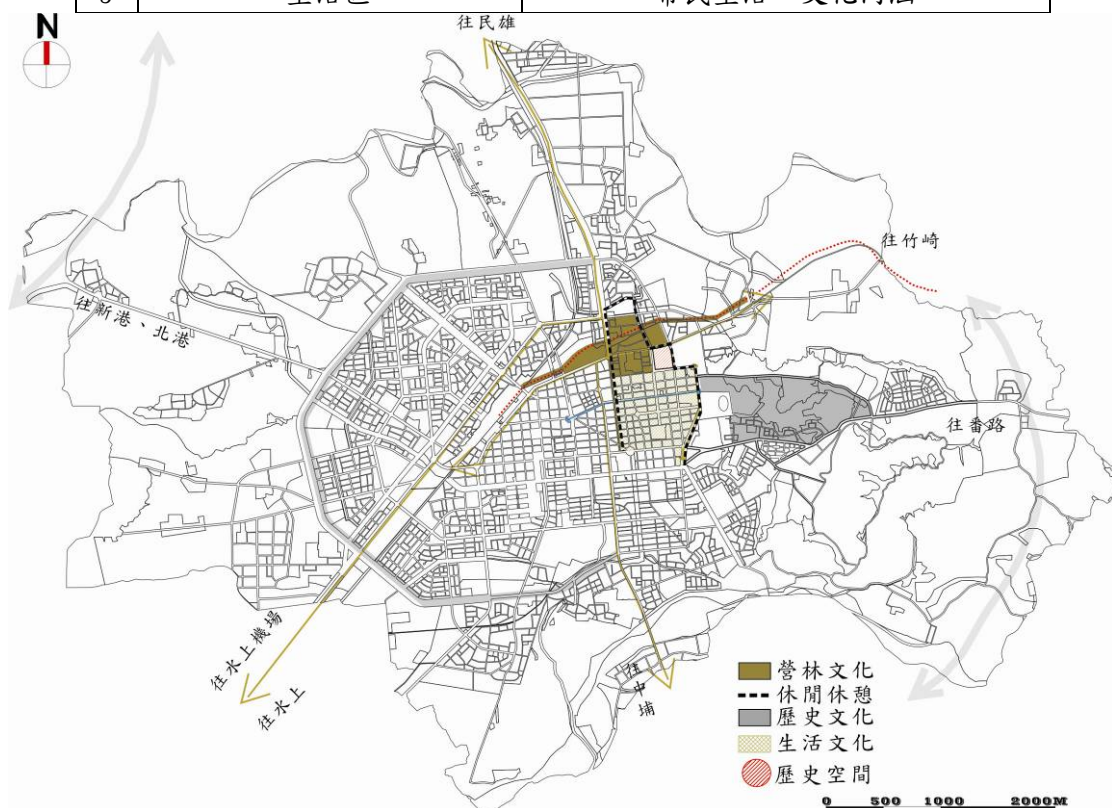 N
往民雄
往竹崎
往新港、北港
往番路
往水上機場
往水上
往中埔
營林文化
休閒休憩
歷史文化
生活文化
歷史空間
0 500 1000 2000M